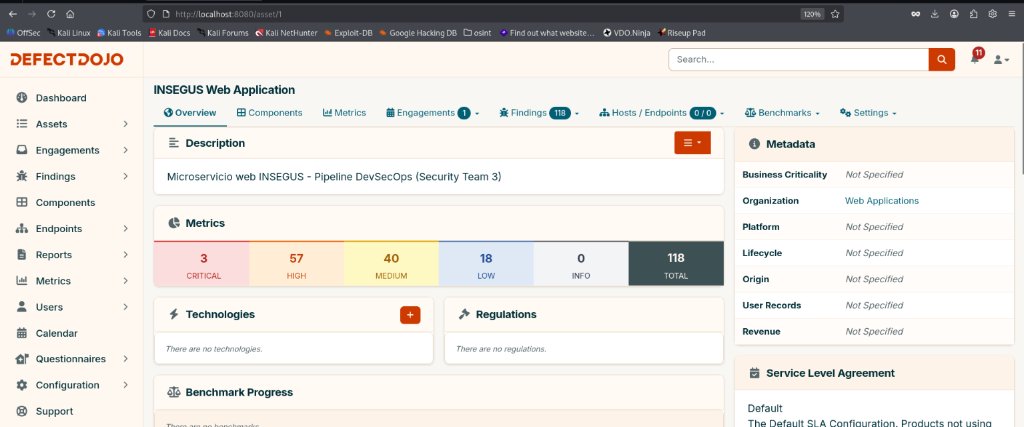 http://localhost:8080/asset/1
120%
OffSec Kali Linux Kali Tools Kali Docs Kali Forums Kali NetHunter Exploit-DB Google Hacking DB osint Find out what website... VDO.Ninja Riseup Pad
DEFECTDOJO
Search...
11
Dashboard
Assets
Engagements
Findings
Components
Endpoints
Reports
Metrics
Users
Calendar
Questionnaires
Configuration
Support
INSEGUS Web Application
Overview Components Metrics Engagements 1 Findings 118 Hosts / Endpoints 0 / 0 Benchmarks Settings
Description
Microservicio web INSEGUS - Pipeline DevSecOps (Security Team 3)
Metrics
3 57 40 18 0 118
CRITICAL HIGH MEDIUM LOW INFO TOTAL
Technologies
There are no technologies.
Regulations
There are no regulations.
Benchmark Progress
There are no benchmarks.
Metadata
Business Criticality Not Specified
Organization Web Applications
Platform Not Specified
Lifecycle Not Specified
Origin Not Specified
User Records Not Specified
Revenue Not Specified
Service Level Agreement
Default
The Default SLA Configuration. Products not using